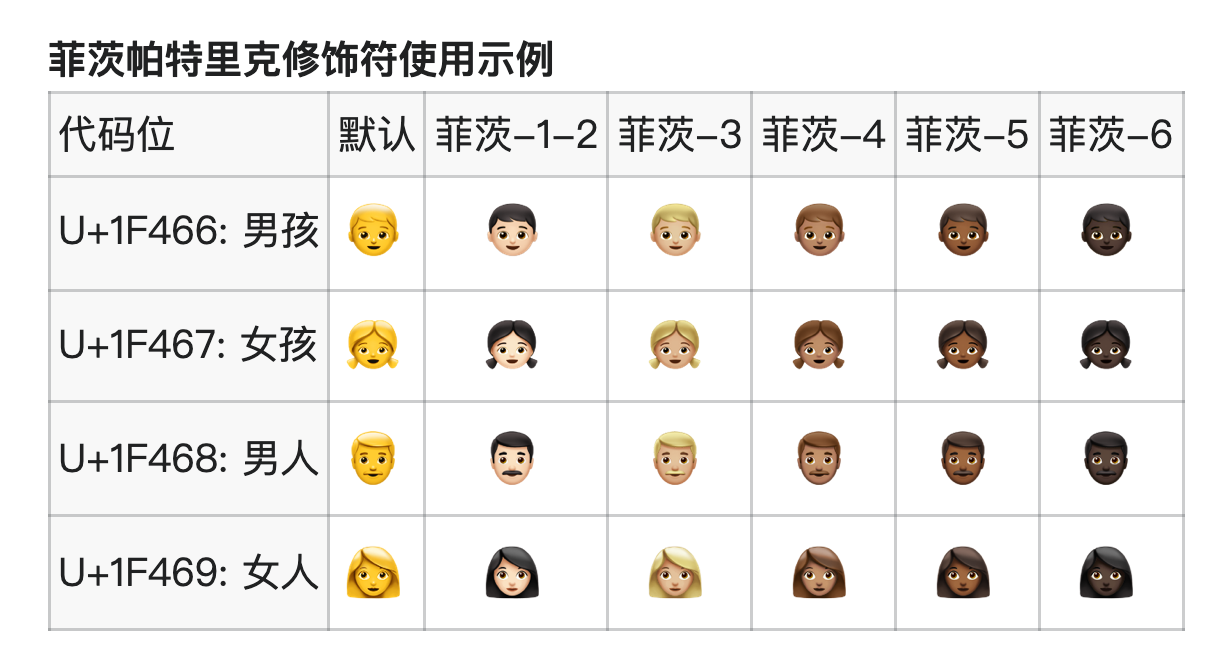 菲茨帕特里克修饰符使用示例
代码位 默认 菲茨–1–2 菲茨–3 菲茨–4 菲茨–5 菲茨–6
U+1F466: 男孩 👦 👦🏻 👦🏼 👦🏽 👦🏾 👦🏿
U+1F467: 女孩 👧 👧🏻 👧🏼 👧🏽 👧🏾 👧🏿
U+1F468: 男人 👨 👨🏻 👨🏼 👨🏽 👨🏾 👨🏿
U+1F469: 女人 👩 👩🏻 👩🏼 👩🏽 👩🏾 👩🏿